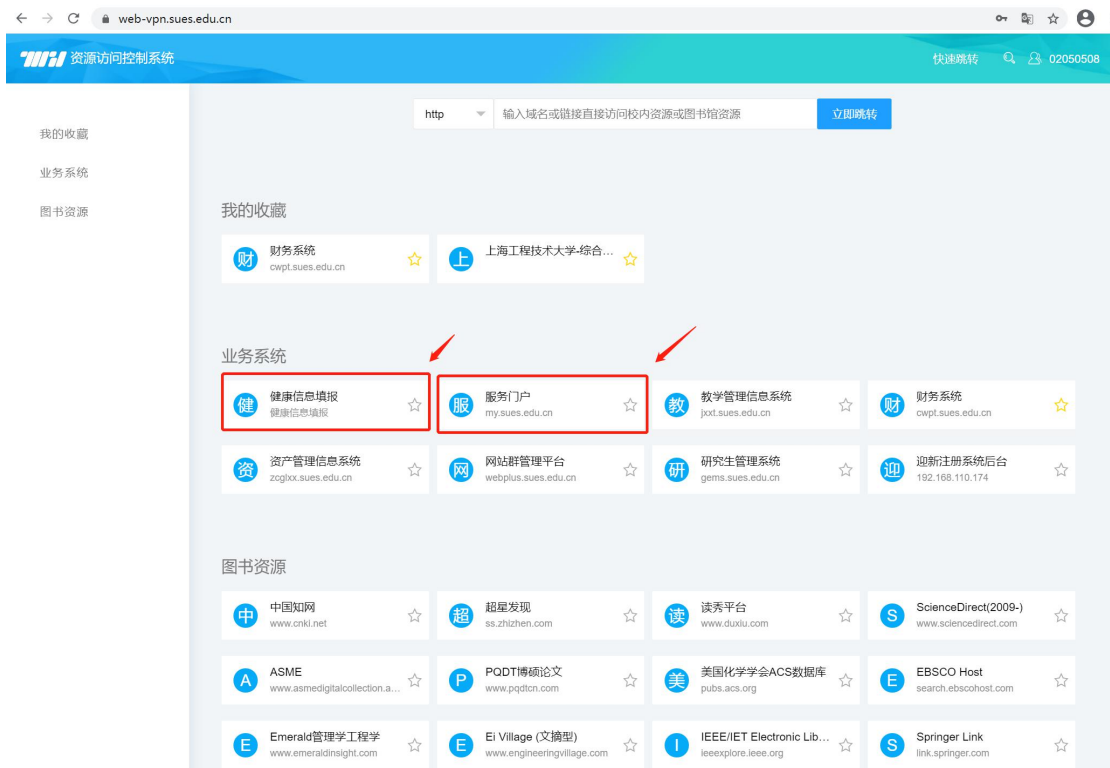 web-vpn.sues.edu.cn
资源访问控制系统
快速跳转
02050508
http
输入域名或链接直接访问校内资源或图书馆资源
立即跳转
我的收藏
业务系统
图书资源
我的收藏
财
财务系统
cwpt.sues.edu.cn
上
上海工程技术大学-综合...
业务系统
健
健康信息填报
健康信息填报
服
服务门户
my.sues.edu.cn
教
教学管理信息系统
jxxt.sues.edu.cn
财
财务系统
cwpt.sues.edu.cn
资
资产管理信息系统
zcglxx.sues.edu.cn
网
网站群管理平台
webplus.sues.edu.cn
研
研究生管理系统
gems.sues.edu.cn
迎
迎新注册系统后台
192.168.110.174
图书资源
中
中国知网
www.cnki.net
超
超星发现
ss.zhizhen.com
读
读秀平台
www.duxiu.com
S
ScienceDirect(2009-)
www.sciencedirect.com
A
ASME
www.asmedigitalcollection.a...
P
PQDT博硕论文
www.pqdtcn.com
美
美国化学学会ACS数据库
pubs.acs.org
E
EBSCO Host
search.ebscohost.com
E
Emerald管理学工程学
www.emeraldinsight.com
E
Ei Village (文摘型)
www.engineeringvillage.com
I
IEEE/IET Electronic Lib...
ieeexplore.ieee.org
S
Springer Link
link.springer.com